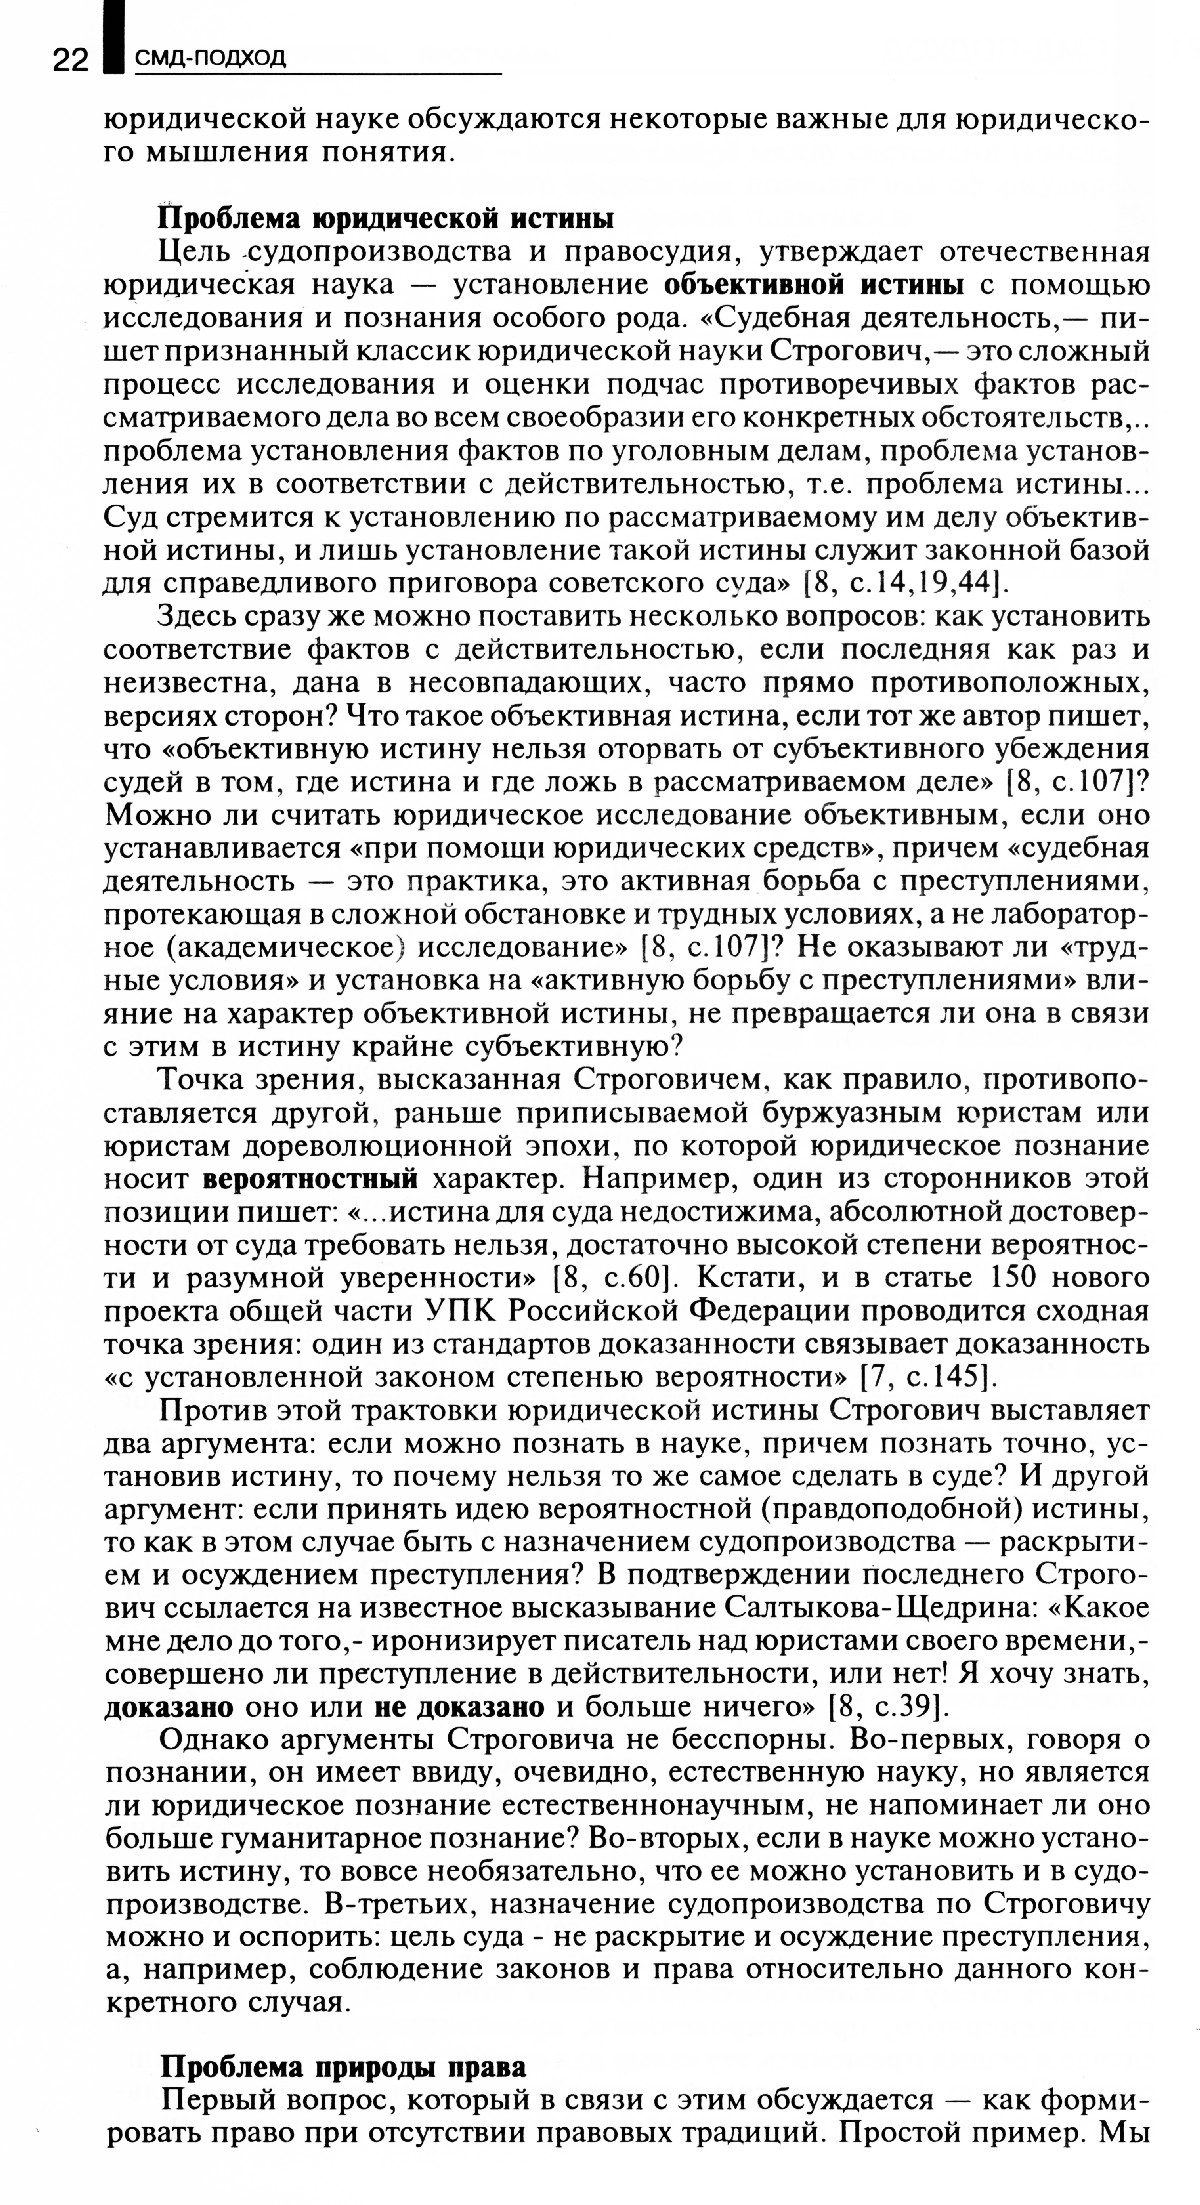 22 СМД-ПОДХОД
юридической науке обсуждаются некоторые важные для юридическо-
го мышления понятия.
Проблема юридической истины
Цель судопроизводства и правосудия, утверждает отечественная
юридическая наука — установление объективной истины с помощью
исследования и познания особого рода. «Судебная деятельность,— пи-
шет признанный классик юридической науки Строгович,— это сложный
процесс исследования и оценки подчас противоречивых фактов рас-
сматриваемого дела во всем своеобразии его конкретных обстоятельств,..
проблема установления фактов по уголовным делам, проблема установ-
ления их в соответствии с действительностью, т.е. проблема истины...
Суд стремится к установлению по рассматриваемому им делу объектив-
ной истины, и лишь установление такой истины служит законной базой
для справедливого приговора советского суда» [8, с.14,19,44].
Здесь сразу же можно поставить несколько вопросов: как установить
соответствие фактов с действительностью, если последняя как раз и
неизвестна, дана в несовпадающих, часто прямо противоположных,
версиях сторон? Что такое объективная истина, если тот же автор пишет,
что «объективную истину нельзя оторвать от субъективного убеждения
судей в том, где истина и где ложь в рассматриваемом деле» [8, с.107]?
Можно ли считать юридическое исследование объективным, если оно
устанавливается «при помощи юридических средств», причем «судебная
деятельность — это практика, это активная борьба с преступлениями,
протекающая в сложной обстановке и трудных условиях, а не лаборатор-
ное (академическое) исследование» [8, с.107]? Не оказывают ли «труд-
ные условия» и установка на «активную борьбу с преступлениями» вли-
яние на характер объективной истины, не превращается ли она в связи
с этим в истину крайне субъективную?
Точка зрения, высказанная Строговичем, как правило, противопо-
ставляется другой, раньше приписываемой буржуазным юристам или
юристам дореволюционной эпохи, по которой юридическое познание
носит вероятностный характер. Например, один из сторонников этой
позиции пишет: «...истина для суда недостижима, абсолютной достовер-
ности от суда требовать нельзя, достаточно высокой степени вероятнос-
ти и разумной уверенности» [8, с.60]. Кстати, и в статье 150 нового
проекта общей части УПК Российской Федерации проводится сходная
точка зрения: один из стандартов доказанности связывает доказанность
«с установленной законом степенью вероятности» [7, с.145].
Против этой трактовки юридической истины Строгович выставляет
два аргумента: если можно познать в науке, причем познать точно, ус-
тановив истину, то почему нельзя то же самое сделать в суде? И другой
аргумент: если принять идею вероятностной (правдоподобной) истины,
то как в этом случае быть с назначением судопроизводства — раскрыти-
ем и осуждением преступления? В подтверждении последнего Строго-
вич ссылается на известное высказывание Салтыкова-Щедрина: «Какое
мне дело до того,- иронизирует писатель над юристами своего времени,-
совершено ли преступление в действительности, или нет! Я хочу знать,
доказано оно или не доказано и больше ничего» [8, с.39].
Однако аргументы Строговича не бесспорны. Во-первых, говоря о
познании, он имеет ввиду, очевидно, естественную науку, но является
ли юридическое познание естественнонаучным, не напоминает ли оно
больше гуманитарное познание? Во-вторых, если в науке можно устано-
вить истину, то вовсе необязательно, что ее можно установить и в судо-
производстве. В-третьих, назначение судопроизводства по Строговичу
можно и оспорить: цель суда - не раскрытие и осуждение преступления,
а, например, соблюдение законов и права относительно данного кон-
кретного случая.
Проблема природы права
Первый вопрос, который в связи с этим обсуждается — как форми-
ровать право при отсутствии правовых традиций. Простой пример. Мы